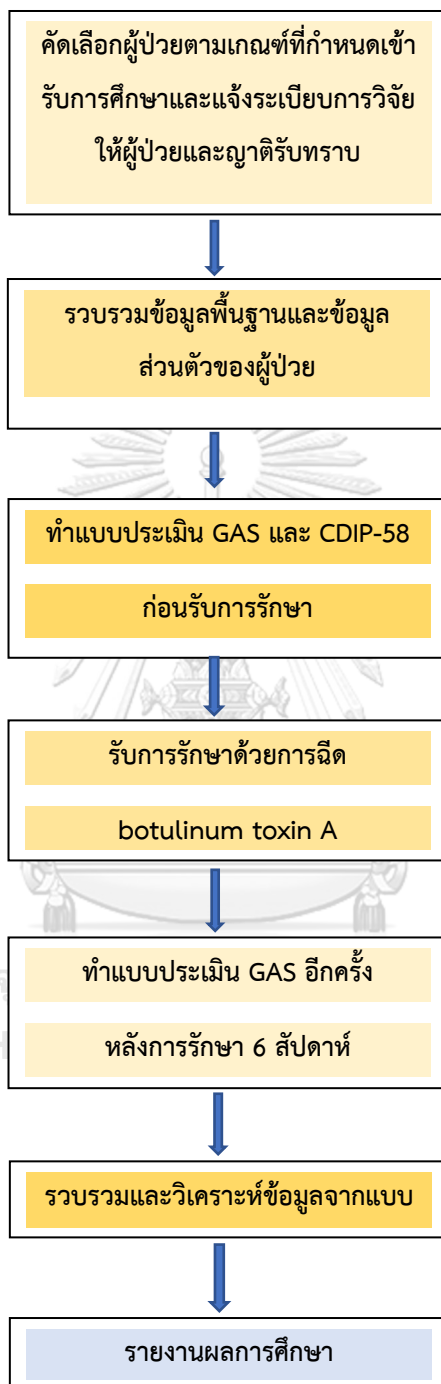 คัดเลือกผู้ป่วยตามเกณฑ์ที่กำหนดเข้า
รับการศึกษาและแจ้งระเบียบการวิจัย
ให้ผู้ป่วยและญาติรับทราบ
รวบรวมข้อมูลพื้นฐานและข้อมูล
ส่วนตัวของผู้ป่วย
ทำแบบประเมิน GAS และ CDIP-58
ก่อนรับการรักษา
รับการรักษาด้วยการฉีด
botulinum toxin A
ทำแบบประเมิน GAS อีกครั้ง
หลังการรักษา 6 สัปดาห์
รวบรวมและวิเคราะห์ข้อมูลจากแบบ
รายงานผลการศึกษา